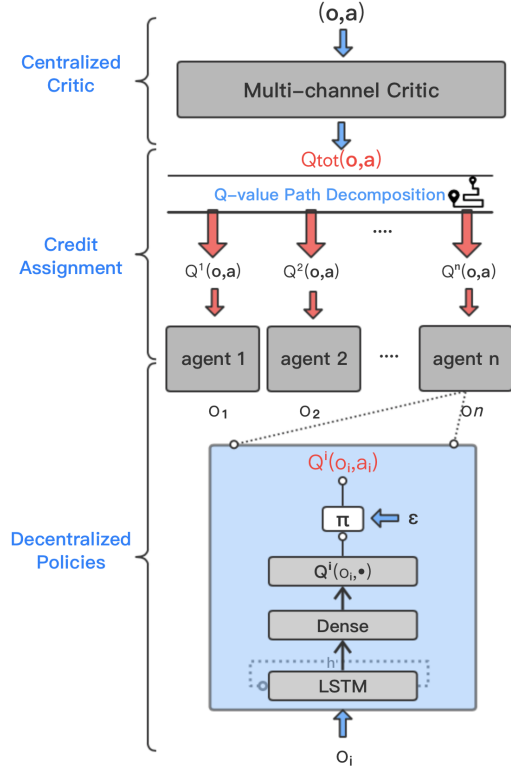 (o,a)
Centralized
Critic
Multi-channel Critic
Qtot(o,a)
Q-value Path Decomposition
....
Credit
Assignment
Q¹(o,a) Q²(o,a) Qⁿ(o,a)
agent 1 agent 2 .... agent n
o₁ o₂ on
Qⁱ(oᵢ,aᵢ)
π ε
Decentralized
Policies
Qⁱ(oᵢ,•)
Dense
h
LSTM
oᵢ